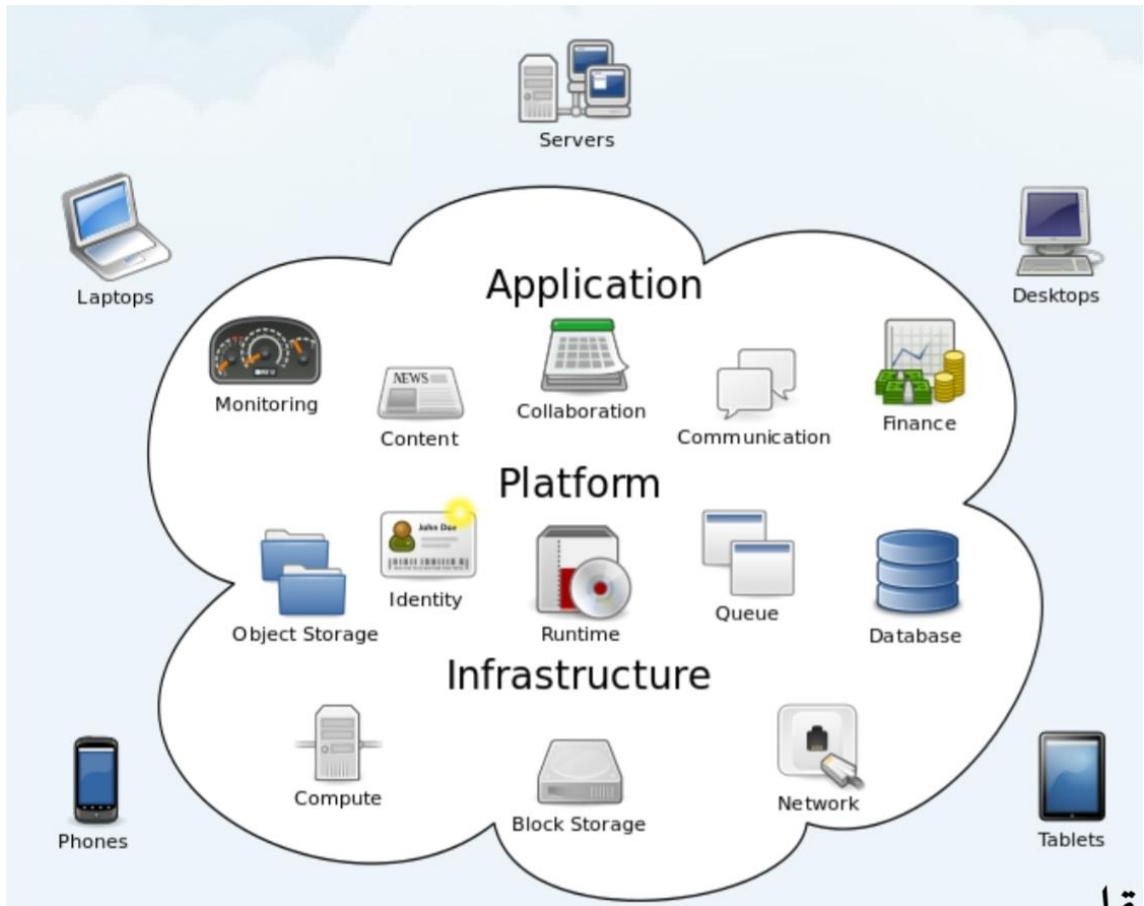 Servers
Laptops
Desktops
Application
Monitoring
NEWS
Content
Collaboration
Communication
Finance
Platform
John Doe
Object Storage
Identity
Runtime
Queue
Database
Infrastructure
Compute
Block Storage
Network
Phones
Tablets